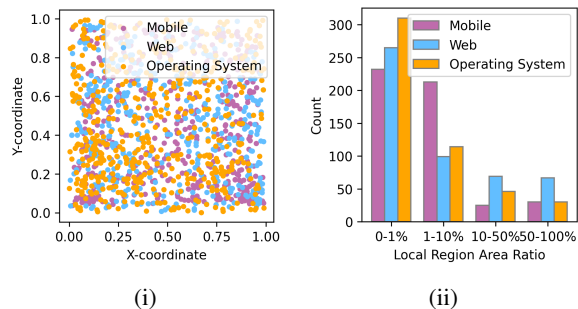 1.0
0.8
0.6
0.4
0.2
0.0
Y-coordinate
0.00 0.25 0.50 0.75 1.00
X-coordinate
Mobile
Web
Operating System
(i)
300
250
200
150
100
50
0
Count
0-1% 1-10% 10-50% 50-100%
Local Region Area Ratio
Mobile
Web
Operating System
(ii)